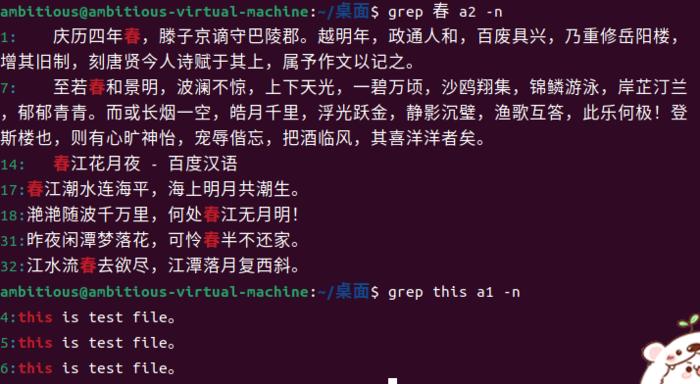 ambitious@ambitious-virtual-machine:~/桌面$ grep 春 a2 -n
1:   庆历四年春，滕子京谪守巴陵郡。越明年，政通人和，百废具兴，乃重修岳阳楼，
增其旧制，刻唐贤今人诗赋于其上，属予作文以记之。
7:   至若春和景明，波澜不惊，上下天光，一碧万顷，沙鸥翔集，锦鳞游泳，岸芷汀兰
，郁郁青青。而或长烟一空，皓月千里，浮光跃金，静影沉璧，渔歌互答，此乐何极！登
斯楼也，则有心旷神怡，宠辱偕忘，把酒临风，其喜洋洋者矣。
14:   春江花月夜 - 百度汉语
17:春江潮水连海平，海上明月共潮生。
18:滟滟随波千万里，何处春江无月明！
31:昨夜闲潭梦落花，可怜春半不还家。
32:江水流春去欲尽，江潭落月复西斜。
ambitious@ambitious-virtual-machine:~/桌面$ grep this a1 -n
4:this is test file。
5:this is test file。
6:this is test file。